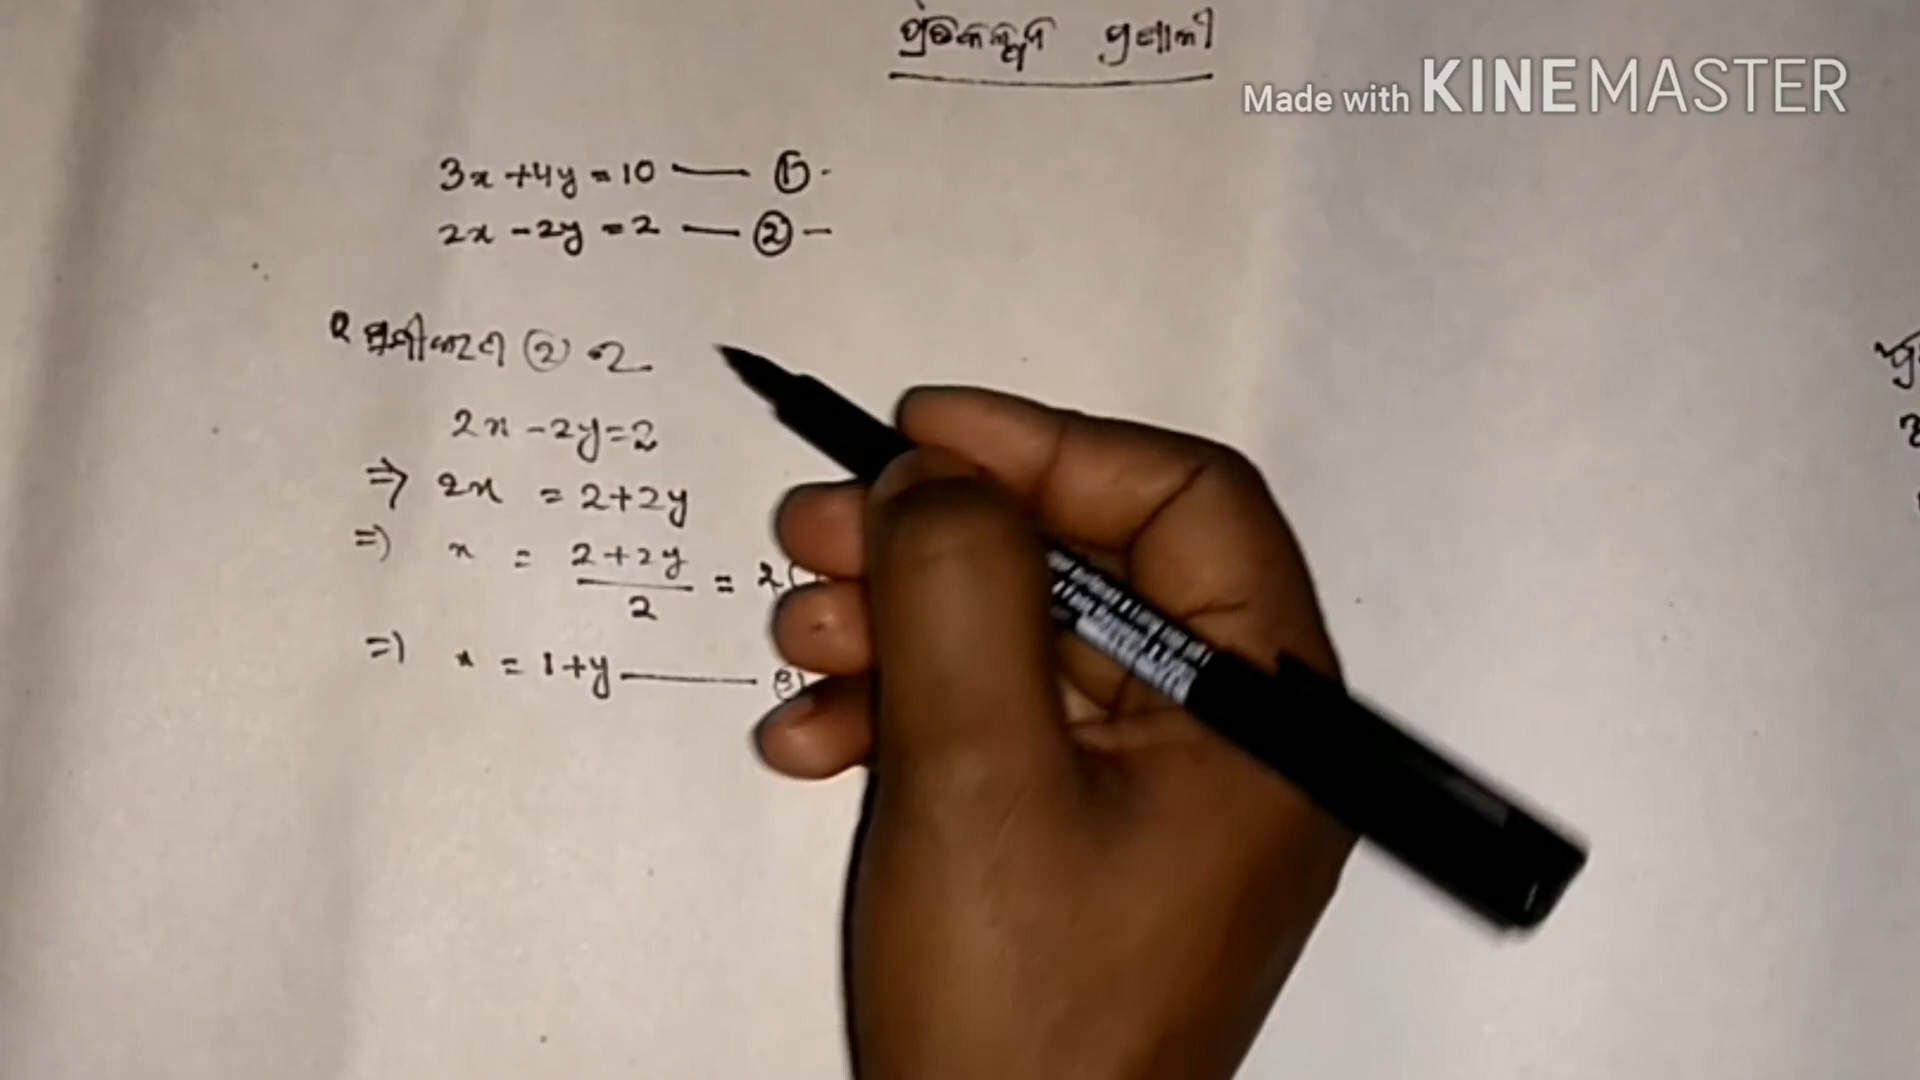 ପ୍ରତିକଳ୍ପନ ପ୍ରଣାଳୀ
Made with KINEMASTER
3x + 4y = 10 — ①
2x - 2y = 2 — ② —
ସମୀକରଣ ②
2x - 2y = 2
⇒ 2x = 2 + 2y
⇒ x = 2 + 2y / 2 = 2(
⇒ x = 1 + y —